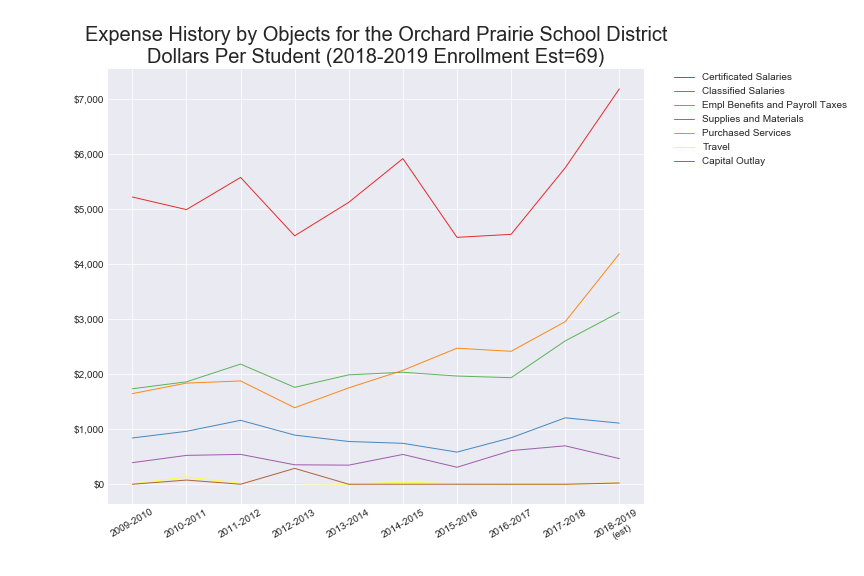 Expense History by Objects for the Orchard Prairie School District
Dollars Per Student (2018-2019 Enrollment Est=69)
Certificated Salaries
Classified Salaries
Empl Benefits and Payroll Taxes
Supplies and Materials
Purchased Services
Travel
Capital Outlay
$7,000
$6,000
$5,000
$4,000
$3,000
$2,000
$1,000
$0
2009-2010
2010-2011
2011-2012
2012-2013
2013-2014
2014-2015
2015-2016
2016-2017
2017-2018
2018-2019
(est)